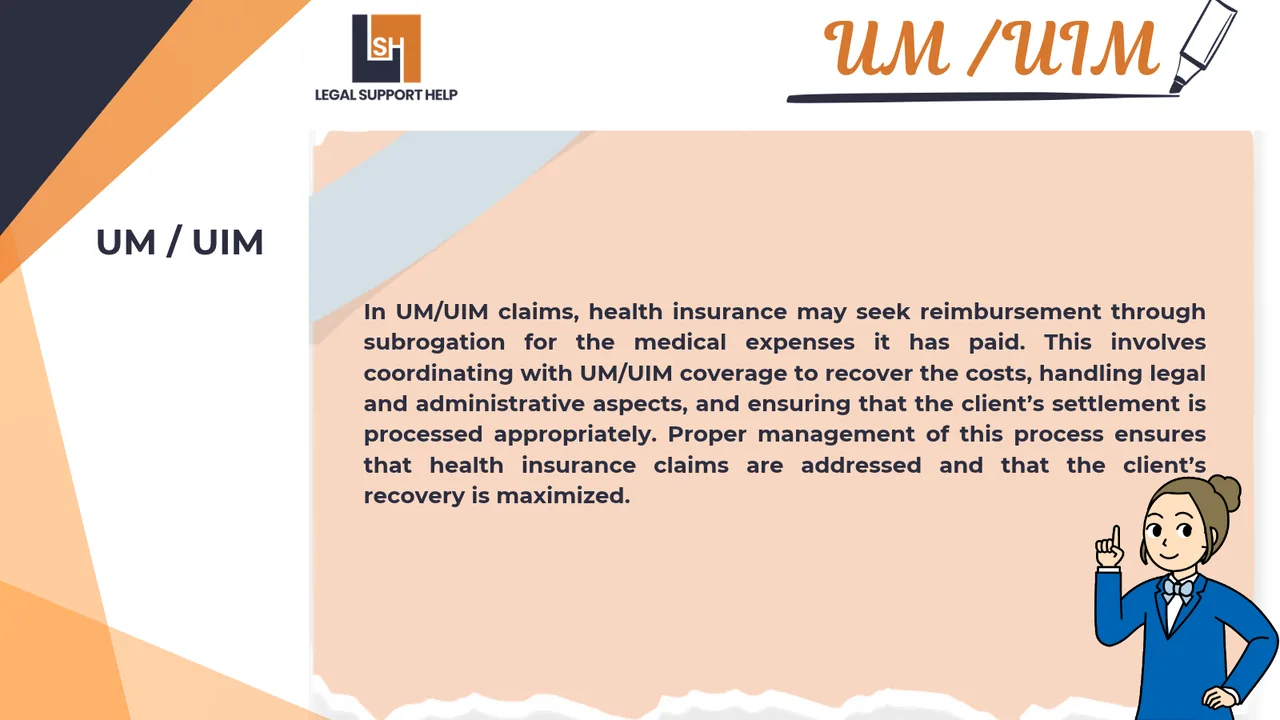 SH
LEGAL SUPPORT HELP
UM /UIM
UM / UIM
In UM/UIM claims, health insurance may seek reimbursement through
subrogation for the medical expenses it has paid. This involves
coordinating with UM/UIM coverage to recover the costs, handling legal
and administrative aspects, and ensuring that the client’s settlement is
processed appropriately. Proper management of this process ensures
that health insurance claims are addressed and that the client’s
recovery is maximized.